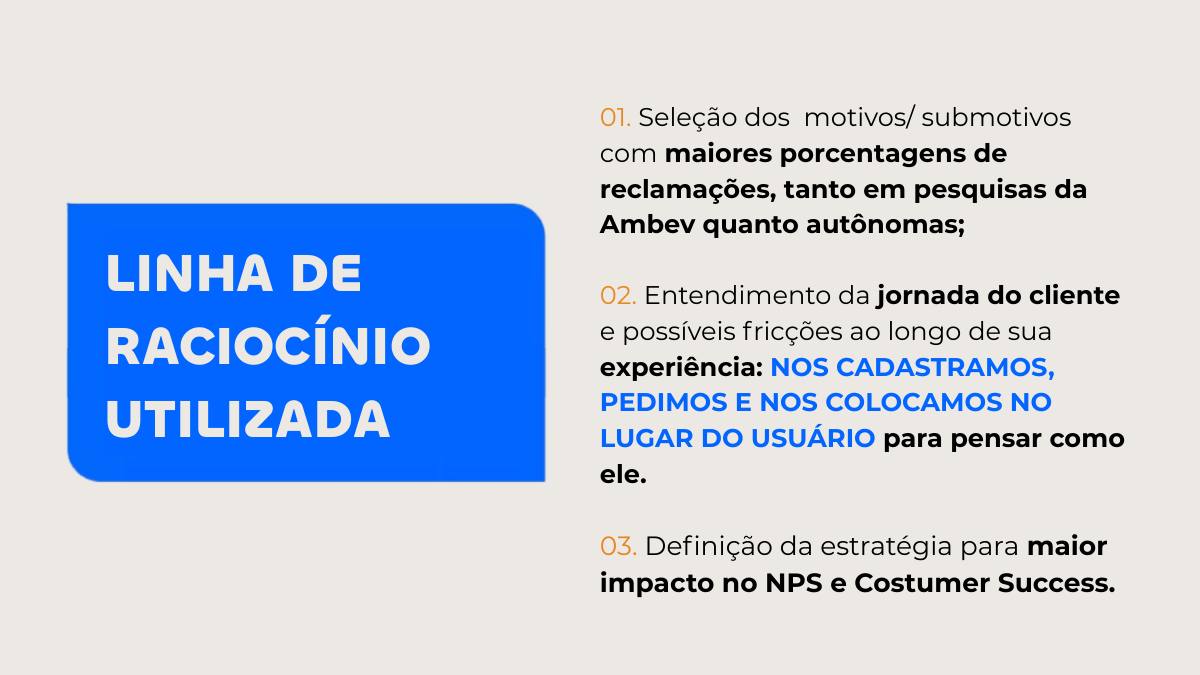 LINHA DE
RACIOCÍNIO
UTILIZADA
01. Seleção dos  motivos/ submotivos
com maiores porcentagens de
reclamações, tanto em pesquisas da
Ambev quanto autônomas;
02. Entendimento da jornada do cliente
e possíveis fricções ao longo de sua
experiência: NOS CADASTRAMOS,
PEDIMOS E NOS COLOCAMOS NO
LUGAR DO USUÁRIO para pensar como
ele.
03. Definição da estratégia para maior
impacto no NPS e Costumer Success.